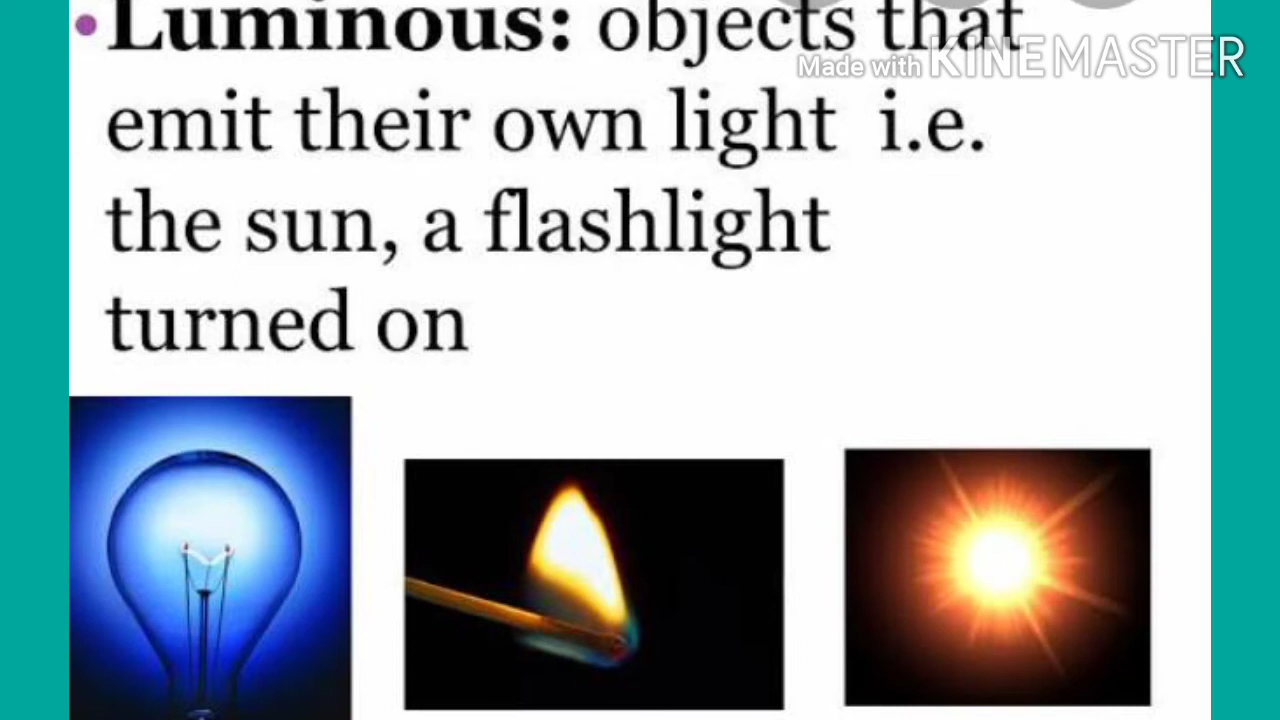 •Luminous: objects that
Made with KINEMASTER
emit their own light i.e.
the sun, a flashlight
turned on